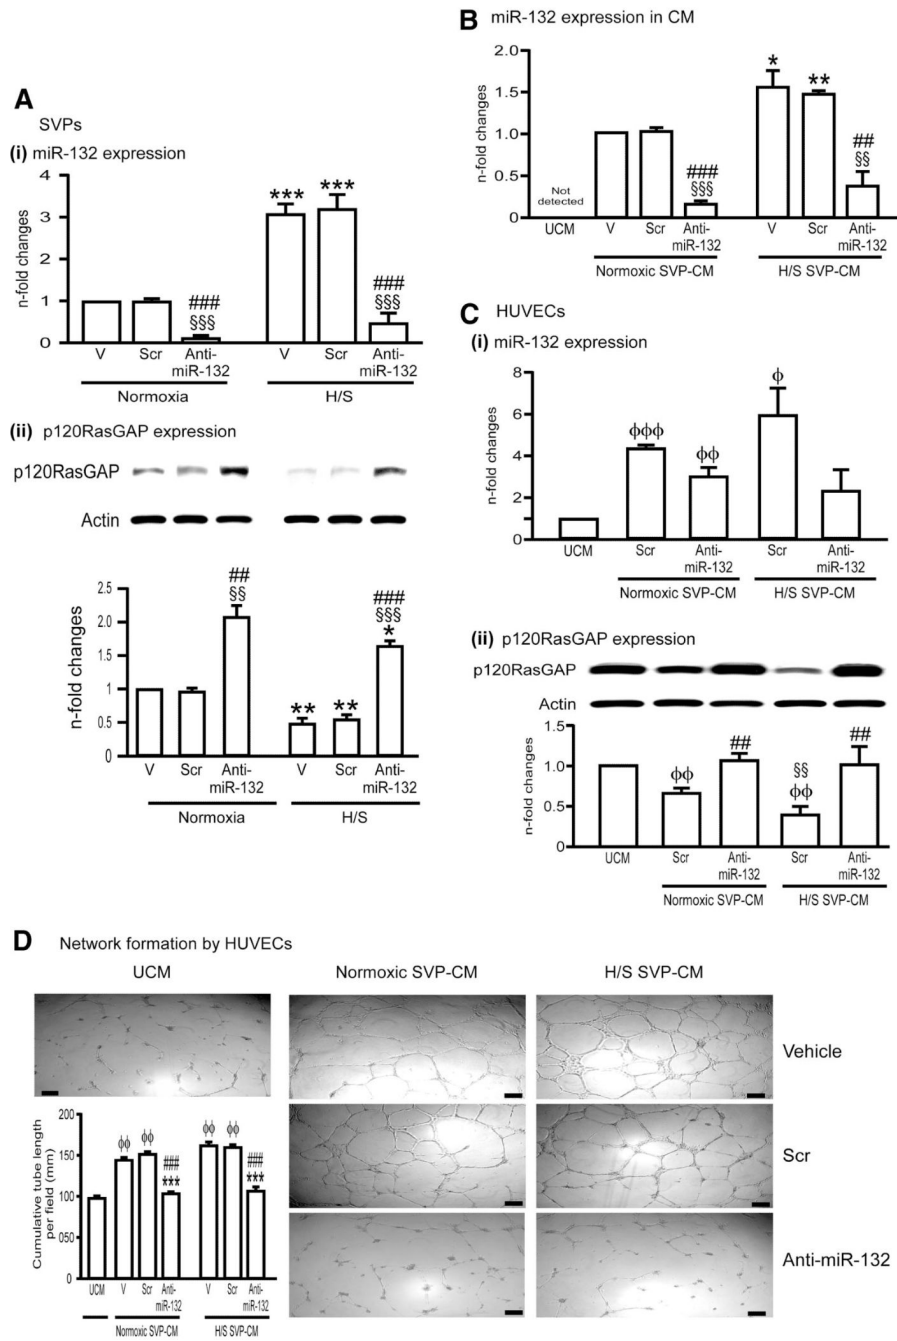 A
SVPs
(i) miR-132 expression
n-fold changes
4
3
2
1
0
***
***
###
§§§
###
§§§
V
Scr
Anti-
miR-132
V
Scr
Anti-
miR-132
Normoxia
H/S
(ii) p120RasGAP expression
p120RasGAP
Actin
n-fold changes
2.5
2.0
1.5
1
0.5
0
##
§§
**
**
###
§§§
*
V
Scr
Anti-
miR-132
V
Scr
Anti-
miR-132
Normoxia
H/S
B miR-132 expression in CM
n-fold changes
2.0
1.5
1.0
0.5
0
Not
detected
###
§§§
*
**
##
§§
UCM
V
Scr
Anti-
miR-132
V
Scr
Anti-
miR-132
Normoxic SVP-CM
H/S SVP-CM
C HUVECs
(i) miR-132 expression
n-fold changes
8
6
4
2
0
ϕϕϕ
ϕϕ
ϕ
UCM
Scr
Anti-
miR-132
Scr
Anti-
miR-132
Normoxic SVP-CM
H/S SVP-CM
(ii) p120RasGAP expression
p120RasGAP
Actin
n-fold changes
1.5
1.0
0.5
0
ϕϕ
##
§§
ϕϕ
##
UCM
Scr
Anti-
miR-132
Scr
Anti-
miR-132
Normoxic SVP-CM
H/S SVP-CM
D Network formation by HUVECs
UCM
Normoxic SVP-CM
H/S SVP-CM
Vehicle
Scr
Anti-miR-132
Cumulative tube length
per field (mm)
200
150
100
050
0
ϕϕ
ϕϕ
###
***
ϕϕ
ϕϕ
###
***
UCM
V
Scr
Anti-
miR-132
V
Scr
Anti-
miR-132
Normoxic SVP-CM
H/S SVP-CM